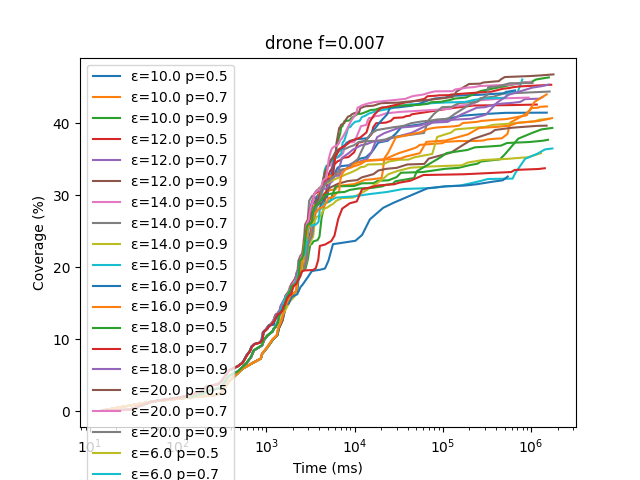 drone f=0.007
Coverage (%)
40
30
20
10
0
ε=10.0 p=0.5
ε=10.0 p=0.7
ε=10.0 p=0.9
ε=12.0 p=0.5
ε=12.0 p=0.7
ε=12.0 p=0.9
ε=14.0 p=0.5
ε=14.0 p=0.7
ε=14.0 p=0.9
ε=16.0 p=0.5
ε=16.0 p=0.7
ε=16.0 p=0.9
ε=18.0 p=0.5
ε=18.0 p=0.7
ε=18.0 p=0.9
ε=20.0 p=0.5
ε=20.0 p=0.7
ε=20.0 p=0.9
ε=6.0 p=0.5
ε=6.0 p=0.7
10¹ 10² 10³ 10⁴ 10⁵ 10⁶
Time (ms)